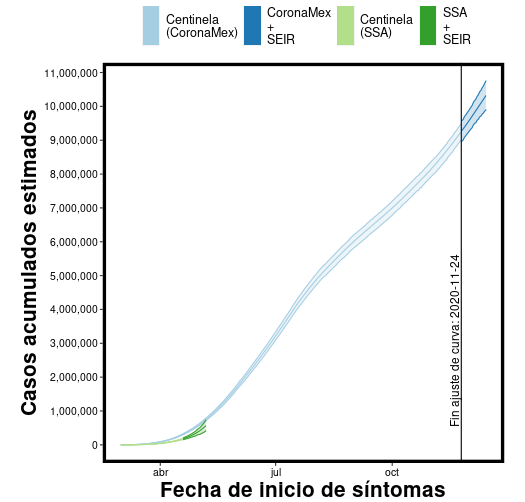 Centinela
(CoronaMex)
CoronaMex
+
SEIR
Centinela
(SSA)
SSA
+
SEIR
Casos acumulados estimados
11,000,000
10,000,000
9,000,000
8,000,000
7,000,000
6,000,000
5,000,000
4,000,000
3,000,000
2,000,000
1,000,000
0
Fin ajuste de curva: 2020-11-24
abr
jul
oct
Fecha de inicio de síntomas